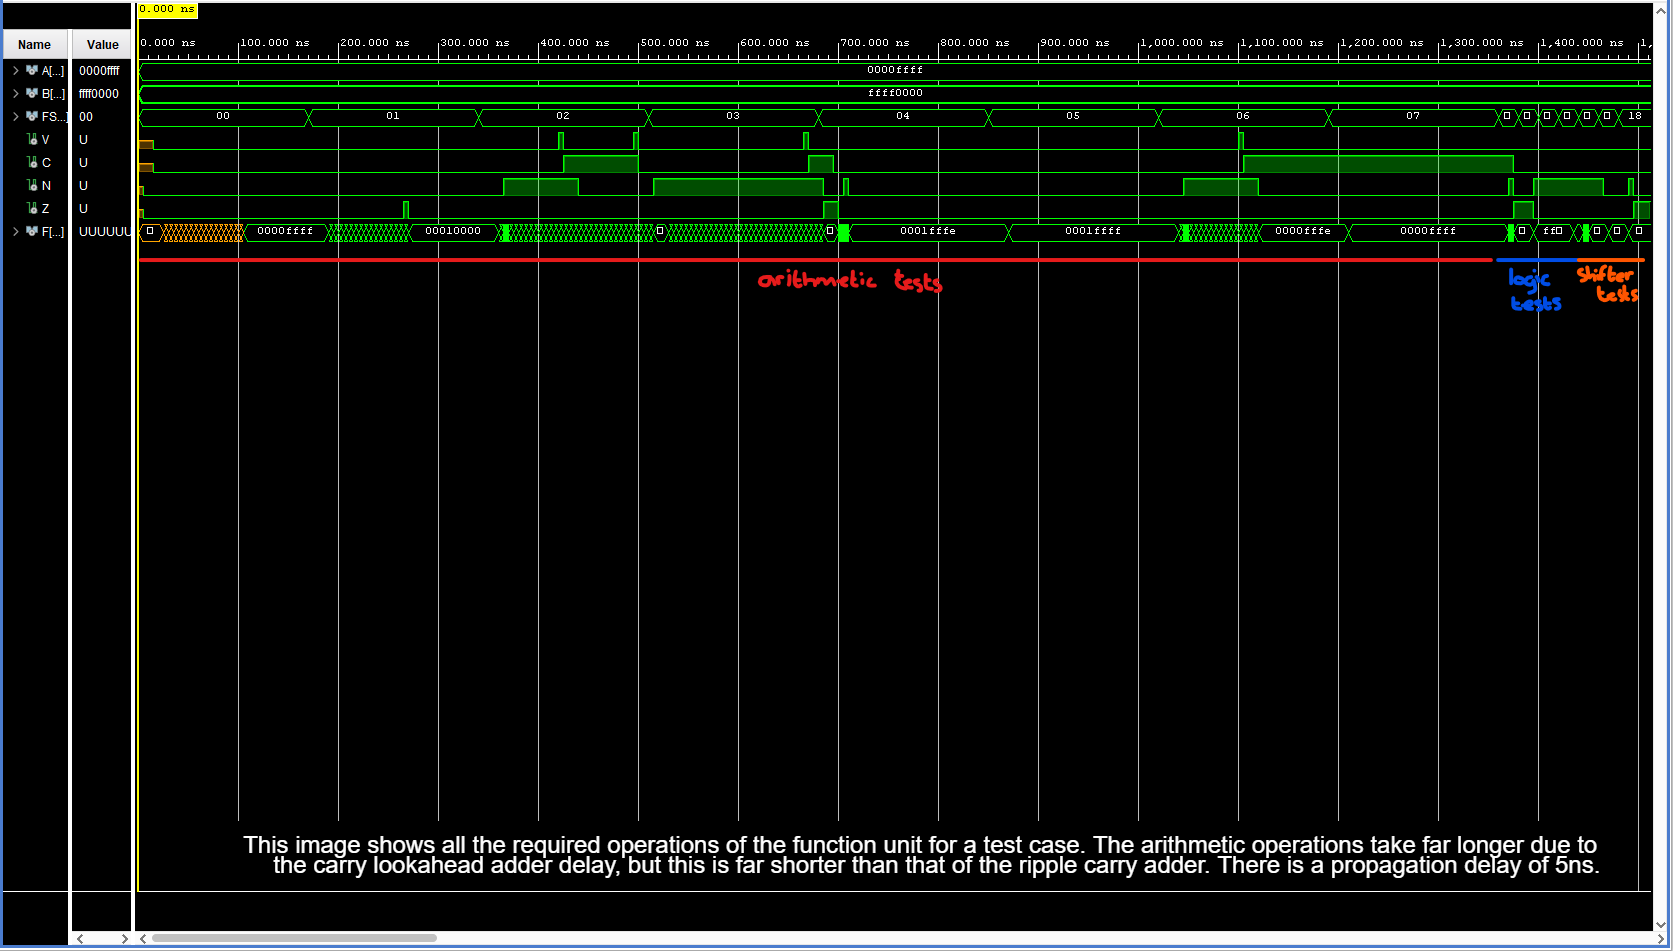 0.000 ns
Name Value
0.000 ns 100.000 ns 200.000 ns 300.000 ns 400.000 ns 500.000 ns 600.000 ns 700.000 ns 800.000 ns 900.000 ns 1,000.000 ns 1,100.000 ns 1,200.000 ns 1,300.000 ns 1,400.000 ns 1,
A[...] 0000ffff 0000ffff
B[...] ffff0000 ffff0000
FS...] 00 00 01 02 03 04 05 06 07 18
V U
C U
N U
Z U
F[...] UUUUUU 0000ffff 00010000 0001fffe 0001ffff 0000fffe 0000ffff ff0
arithmetic tests
logic
tests
shifter
tests
This image shows all the required operations of the function unit for a test case. The arithmetic operations take far longer due to
the carry lookahead adder delay, but this is far shorter than that of the ripple carry adder. There is a propagation delay of 5ns.